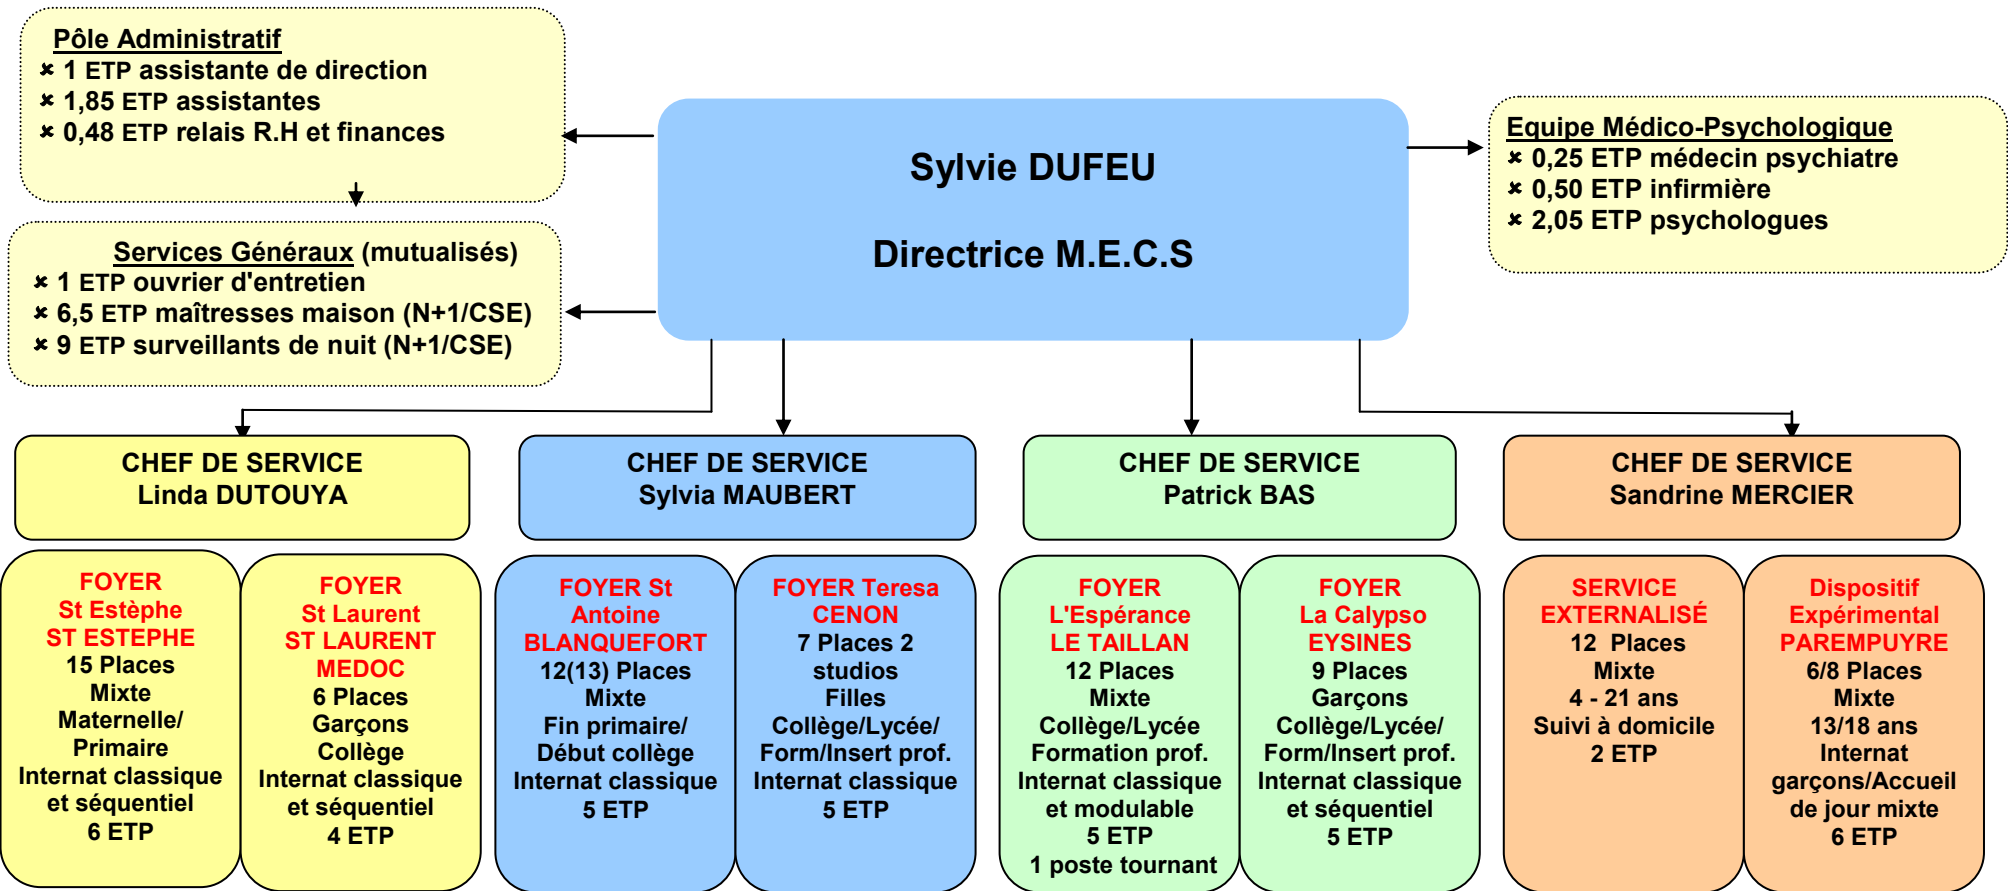 Pôle Administratif
× 1 ETP assistante de direction
× 1,85 ETP assistantes
× 0,48 ETP relais R.H et finances
Services Généraux (mutualisés)
× 1 ETP ouvrier d'entretien
× 6,5 ETP maîtresses maison (N+1/CSE)
× 9 ETP surveillants de nuit (N+1/CSE)
Sylvie DUFEU
Directrice M.E.C.S
Equipe Médico-Psychologique
× 0,25 ETP médecin psychiatre
× 0,50 ETP infirmière
× 2,05 ETP psychologues
CHEF DE SERVICE
Linda DUTOUYA
CHEF DE SERVICE
Sylvia MAUBERT
CHEF DE SERVICE
Patrick BAS
CHEF DE SERVICE
Sandrine MERCIER
FOYER
St Estèphe
ST ESTEPHE
15 Places
Mixte
Maternelle/
Primaire
Internat classique
et séquentiel
6 ETP
FOYER
St Laurent
ST LAURENT
MEDOC
6 Places
Garçons
Collège
Internat classique
et séquentiel
4 ETP
FOYER St
Antoine
BLANQUEFORT
12(13) Places
Mixte
Fin primaire/
Début collège
Internat classique
5 ETP
FOYER Teresa
CENON
7 Places 2
studios
Filles
Collège/Lycée/
Form/Insert prof.
Internat classique
5 ETP
FOYER
L'Espérance
LE TAILLAN
12 Places
Mixte
Collège/Lycée
Formation prof.
Internat classique
et modulable
5 ETP
1 poste tournant
FOYER
La Calypso
EYSINES
9 Places
Garçons
Collège/Lycée/
Form/Insert prof.
Internat classique
et séquentiel
5 ETP
SERVICE
EXTERNALISÉ
12 Places
Mixte
4 - 21 ans
Suivi à domicile
2 ETP
Dispositif
Expérimental
PAREMPUYRE
6/8 Places
Mixte
13/18 ans
Internat
garçons/Accueil
de jour mixte
6 ETP